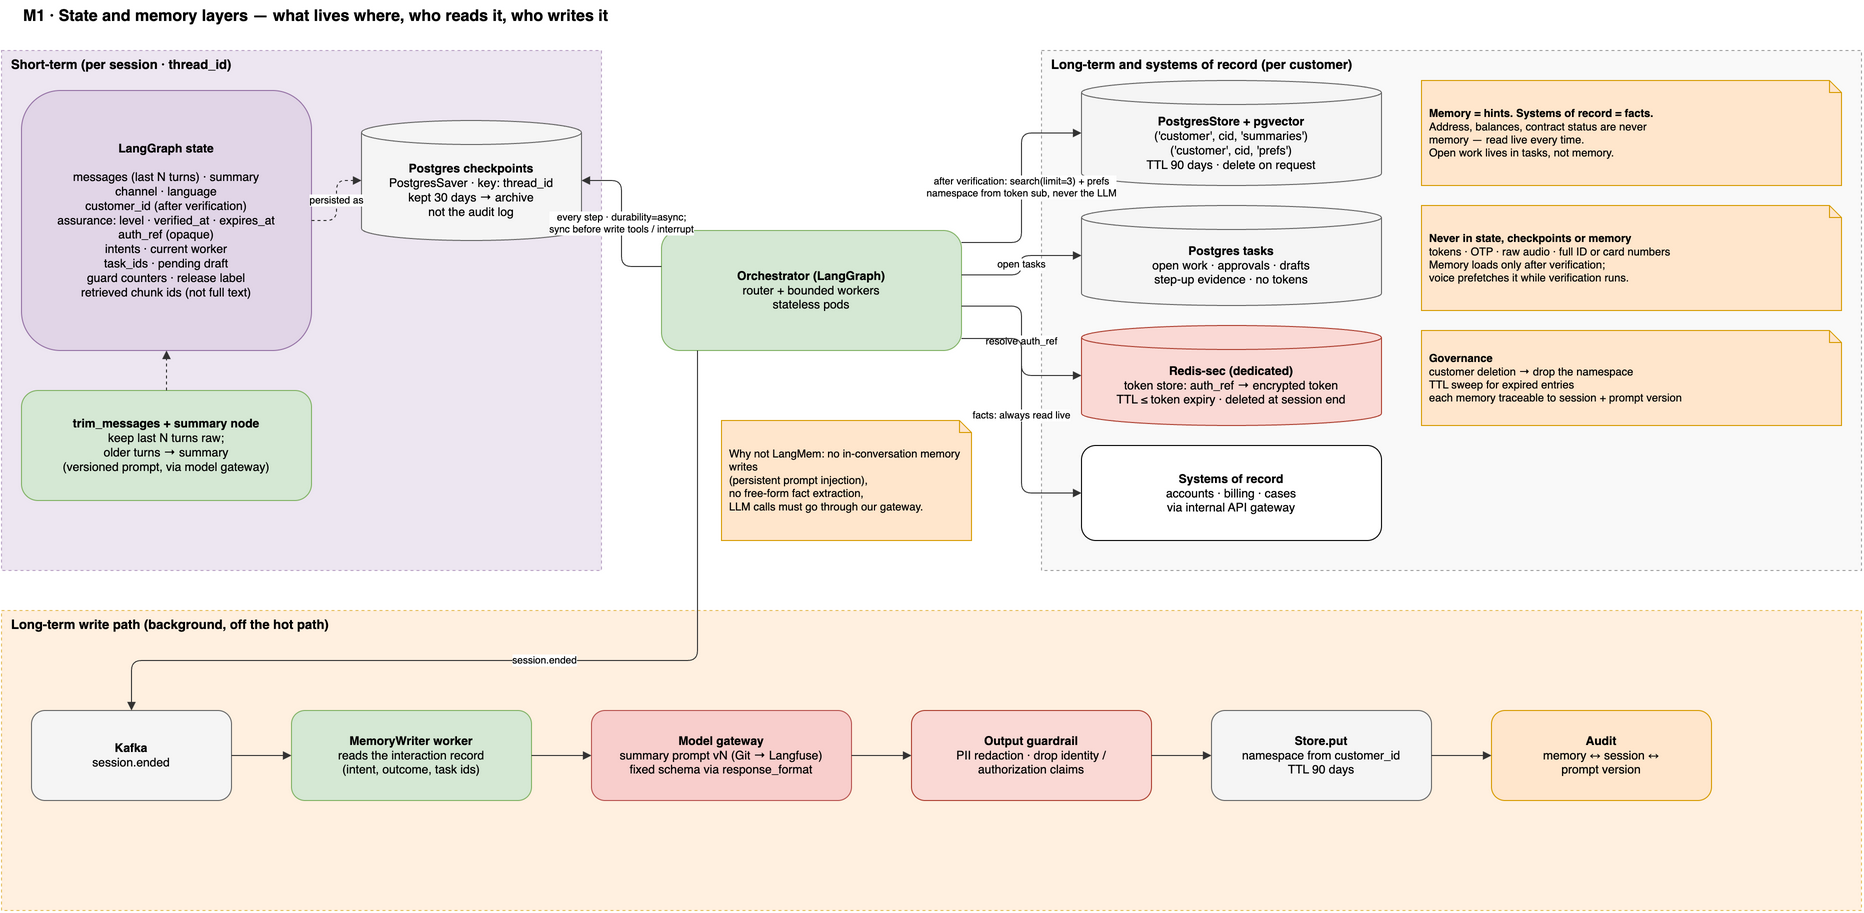 M1 · State and memory layers — what lives where, who reads it, who writes it
Short-term (per session · thread_id)
LangGraph state
messages (last N turns) · summary
channel · language
customer_id (after verification)
assurance: level · verified_at · expires_at
auth_ref (opaque)
intents · current worker
task_ids · pending draft
guard counters · release label
retrieved chunk ids (not full text)
persisted as
Postgres checkpoints
PostgresSaver · key: thread_id
kept 30 days → archive
not the audit log
trim_messages + summary node
keep last N turns raw;
older turns → summary
(versioned prompt, via model gateway)
every step · durability=async;
sync before write tools / interrupt
Orchestrator (LangGraph)
router + bounded workers
stateless pods
after verification: search(limit=3) + prefs
namespace from token sub, never the LLM
open tasks
resolve auth_ref
facts: always read live
Why not LangMem: no in-conversation memory
writes
(persistent prompt injection),
no free-form fact extraction,
LLM calls must go through our gateway.
Long-term and systems of record (per customer)
PostgresStore + pgvector
('customer', cid, 'summaries')
('customer', cid, 'prefs')
TTL 90 days · delete on request
Postgres tasks
open work · approvals · drafts
step-up evidence · no tokens
Redis-sec (dedicated)
token store: auth_ref → encrypted token
TTL ≤ token expiry · deleted at session end
Systems of record
accounts · billing · cases
via internal API gateway
Memory = hints. Systems of record = facts.
Address, balances, contract status are never
memory — read live every time.
Open work lives in tasks, not memory.
Never in state, checkpoints or memory
tokens · OTP · raw audio · full ID or card numbers
Memory loads only after verification;
voice prefetches it while verification runs.
Governance
customer deletion → drop the namespace
TTL sweep for expired entries
each memory traceable to session + prompt version
Long-term write path (background, off the hot path)
session.ended
Kafka
session.ended
MemoryWriter worker
reads the interaction record
(intent, outcome, task ids)
Model gateway
summary prompt vN (Git → Langfuse)
fixed schema via response_format
Output guardrail
PII redaction · drop identity /
authorization claims
Store.put
namespace from customer_id
TTL 90 days
Audit
memory ↔ session ↔
prompt version